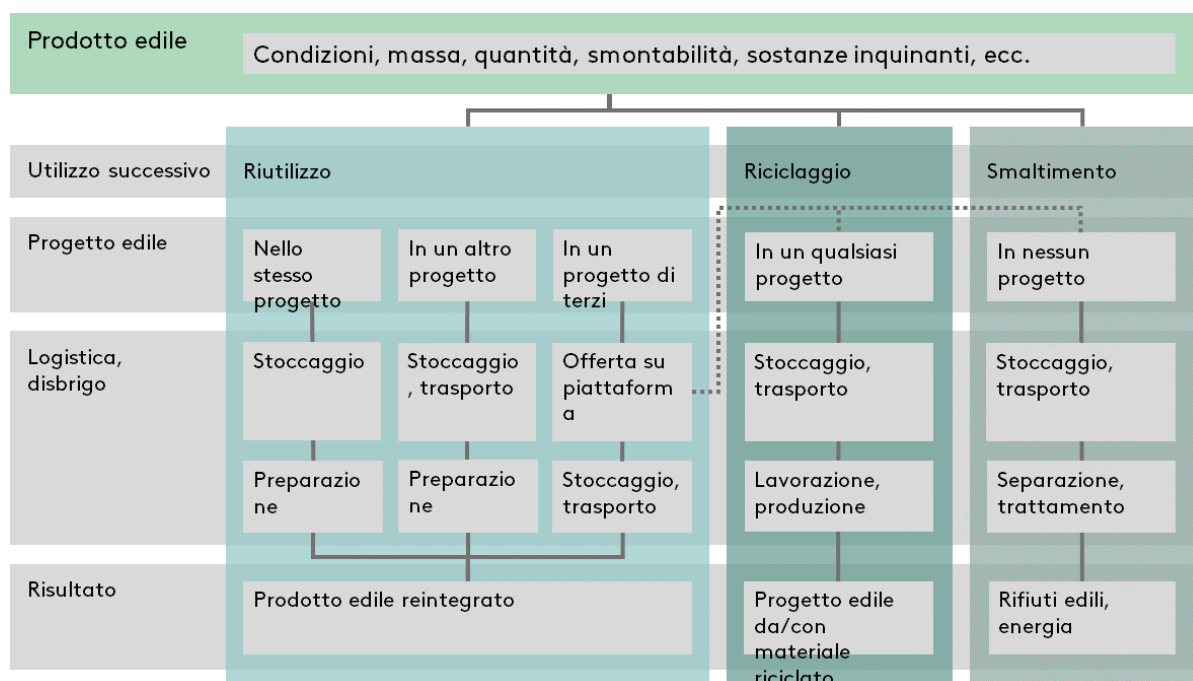 Prodotto edile
Condizioni, massa, quantità, smontabilità, sostanze inquinanti, ecc.
Utilizzo successivo
Riutilizzo
Riciclaggio
Smaltimento
Progetto edile
Nello
stesso
progetto
In un altro
progetto
In un
progetto di
terzi
In un qualsiasi
progetto
In nessun
progetto
Logistica,
disbrigo
Stoccaggio
Stoccaggio
, trasporto
Offerta su
piattaform
a
Stoccaggio,
trasporto
Stoccaggio,
trasporto
Preparazio
ne
Preparazio
ne
Stoccaggio,
trasporto
Lavorazione,
produzione
Separazione,
trattamento
Risultato
Prodotto edile reintegrato
Progetto edile
da/con
materiale
riciclato
Rifiuti edili,
energia